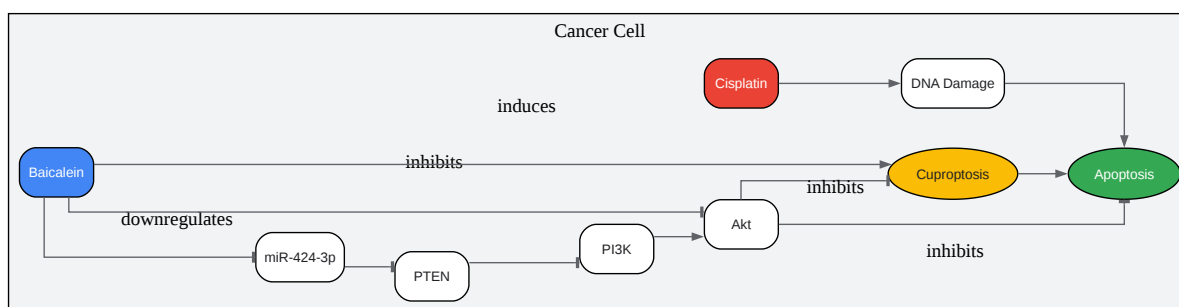 Cancer Cell
Cisplatin
DNA Damage
induces
Baicalein
inhibits
Cuproptosis
Apoptosis
inhibits
downregulates
Akt
PI3K
inhibits
miR-424-3p
PTEN